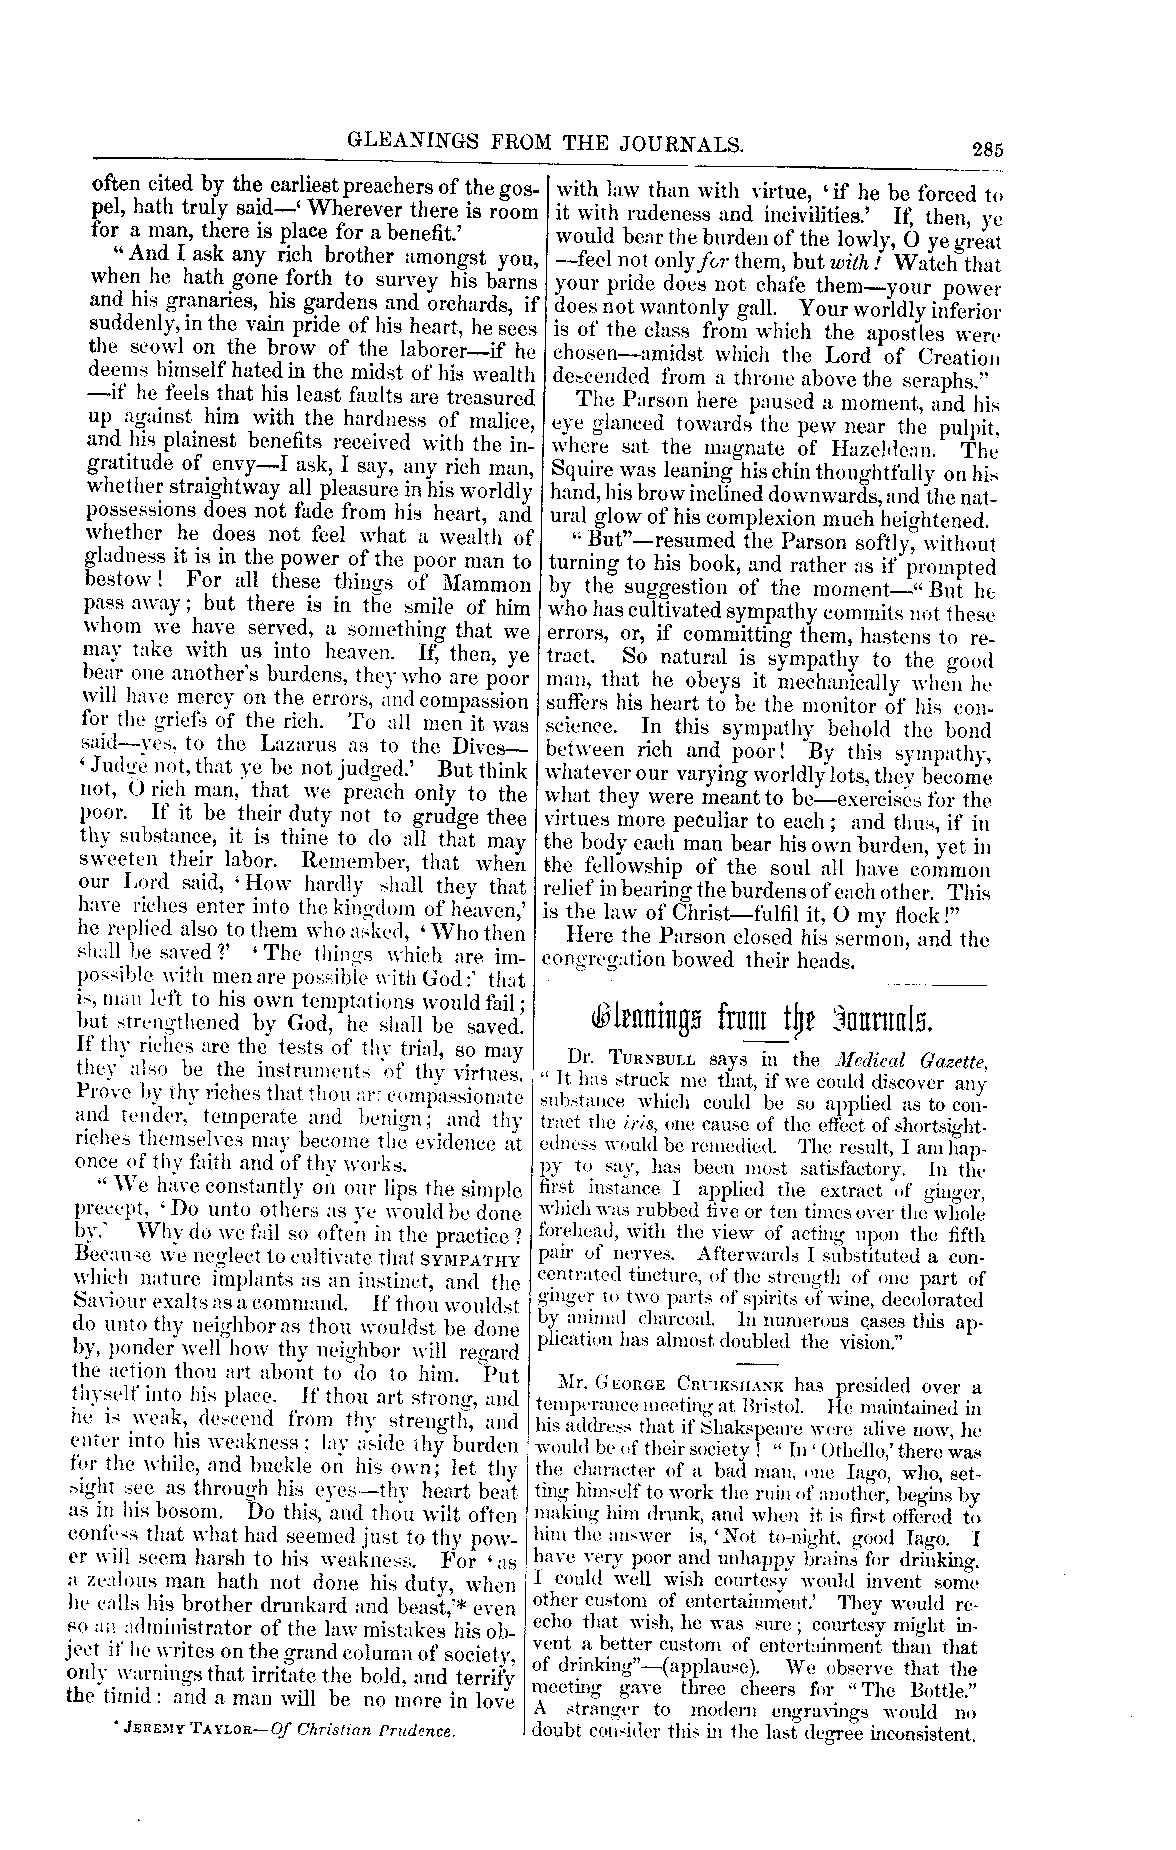 GLEANINGS FROM THE JOURNALS.
285
often cited by the earliest preachers of the gos-
pel, hath truly said—‘ Wherever there is room
for a man, there is place for a benefit.’
“ And I ask any rich brother amongst you,
when he hath gone forth to survey his barns
and his granaries, his gardens and orchards, if
suddenly, in the vain pride of his heart, he sees
the scowl on the brow of the laborer—if he
deems himself hated in the midst of his wealth
—if he feels that his least faults are treasured
up against him with the hardness of malice,
and his plainest benefits received with the in-
gratitude of envy—I ask, I say, any rich man,
whether straightway all pleasure in his worldly
possessions does not fade from his heart, and
whether he does not feel what a wealth of
gladness it is in the power of the poor man to
bestow ! For all these things of Mammon
pass away ; but there is in the smile of him
whom we have served, a something that we
may take with us into heaven. If, then, ye
bear one another's burdens, they who are poor
will have mercy on the errors, and compassion
for the griefs of the rich. To all men it was
said—yes, to the Lazarus as to the Dives—
‘ Judge not, that ye be not judged.’ But think
not, O rich man, that we preach only to the
poor. If it be their duty not to grudge thee
thy substance, it is thine to do all that may
sweeten their labor. Remember, that when
our Lord said, ‘ How hardly shall they that
have riches enter into the kingdom of heaven,’
he replied also to them who asked, ‘ Who then
shall be saved ?’ ‘ The things which are im-
possible with men are possible with God :’ that
is, man left to his own temptations would fail ;
but strengthened by God, he shall be saved.
If thy riches are the tests of thy trial, so may
they also be the instruments of thy virtues.
Prove by thy riches that thou art compassionate
and tender, temperate and benign ; and thy
riches themselves may become the evidence at
once of thy faith and of thy works.
“ We have constantly on our lips the simple
precept, ‘ Do unto others as ye would be done
by.’ Why do we fail so often in the practice ?
Because we neglect to cultivate that SYMPATHY
which nature implants as an instinct, and the
Saviour exalts as a command. If thou wouldst
do unto thy neighbor as thou wouldst be done
by, ponder well how thy neighbor will regard
the action thou art about to do to him. Put
thyself into his place. If thou art strong, and
he is weak, descend from thy strength, and
enter into his weakness ; lay aside thy burden
for the while, and buckle on his own; let thy
sight see as through his eyes—thy heart beat
as in his bosom. Do this, and thou wilt often
confess that what had seemed just to thy pow-
er will seem harsh to his weakness. For ‘ as
a zealous man hath not done his duty, when
he calls his brother drunkard and beast,’* even
so an administrator of the law mistakes his ob-
ject if he writes on the grand column of society,
only warnings that irritate the bold, and terrify
the timid : and a man will be no more in love
* JEREMY TAYLOR—Of Christian Prudence.
with law than with virtue, ‘ if he be forced to
it with rudeness and incivilities.’ If, then, ye
would bear the burden of the lowly, O ye great
—feel not only for them, but with ! Watch that
your pride does not chafe them—your power
does not wantonly gall. Your worldly inferior
is of the class from which the apostles were
chosen—amidst which the Lord of Creation
descended from a throne above the seraphs.”
The Parson here paused a moment, and his
eye glanced towards the pew near the pulpit,
where sat the magnate of Hazeldean. The
Squire was leaning his chin thoughtfully on his
hand, his brow inclined downwards, and the nat-
ural glow of his complexion much heightened.
“ But”—resumed the Parson softly, without
turning to his book, and rather as if prompted
by the suggestion of the moment—“ But he
who has cultivated sympathy commits not these
errors, or, if committing them, hastens to re-
tract. So natural is sympathy to the good
man, that he obeys it mechanically when he
suffers his heart to be the monitor of his con-
science. In this sympathy behold the bond
between rich and poor! By this sympathy,
whatever our varying worldly lots, they become
what they were meant to be—exercises for the
virtues more peculiar to each ; and thus, if in
the body each man bear his own burden, yet in
the fellowship of the soul all have common
relief in bearing the burdens of each other. This
is the law of Christ—fulfil it, O my flock !”
Here the Parson closed his sermon, and the
congregation bowed their heads.
Gleanings from the Journals.
Dr. TURNBULL says in the Medical Gazette,
“ It has struck me that, if we could discover any
substance which could be so applied as to con-
tract the iris, one cause of the effect of shortsight-
edness would be remedied. The result, I am hap-
py to say, has been most satisfactory. In the
first instance I applied the extract of ginger,
which was rubbed five or ten times over the whole
forehead, with the view of acting upon the fifth
pair of nerves. Afterwards I substituted a con-
centrated tincture, of the strength of one part of
ginger to two parts of spirits of wine, decolorated
by animal charcoal. In numerous cases this ap-
plication has almost doubled the vision.”
Mr. GEORGE CRUIKSHANK has presided over a
temperance meeting at Bristol. He maintained in
his address that if Shakspeare were alive now, he
would be of their society ! “ In ‘ Othello,’ there was
the character of a bad man, one Iago, who, set-
ting himself to work the ruin of another, begins by
making him drunk, and when it is first offered to
him the answer is, ‘ Not to-night, good Iago. I
have very poor and unhappy brains for drinking.
I could well wish courtesy would invent some
other custom of entertainment.’ They would re-
echo that wish, he was sure ; courtesy might in-
vent a better custom of entertainment than that
of drinking”—(applause). We observe that the
meeting gave three cheers for “ The Bottle.”
A stranger to modern engravings would no
doubt consider this in the last degree inconsistent.